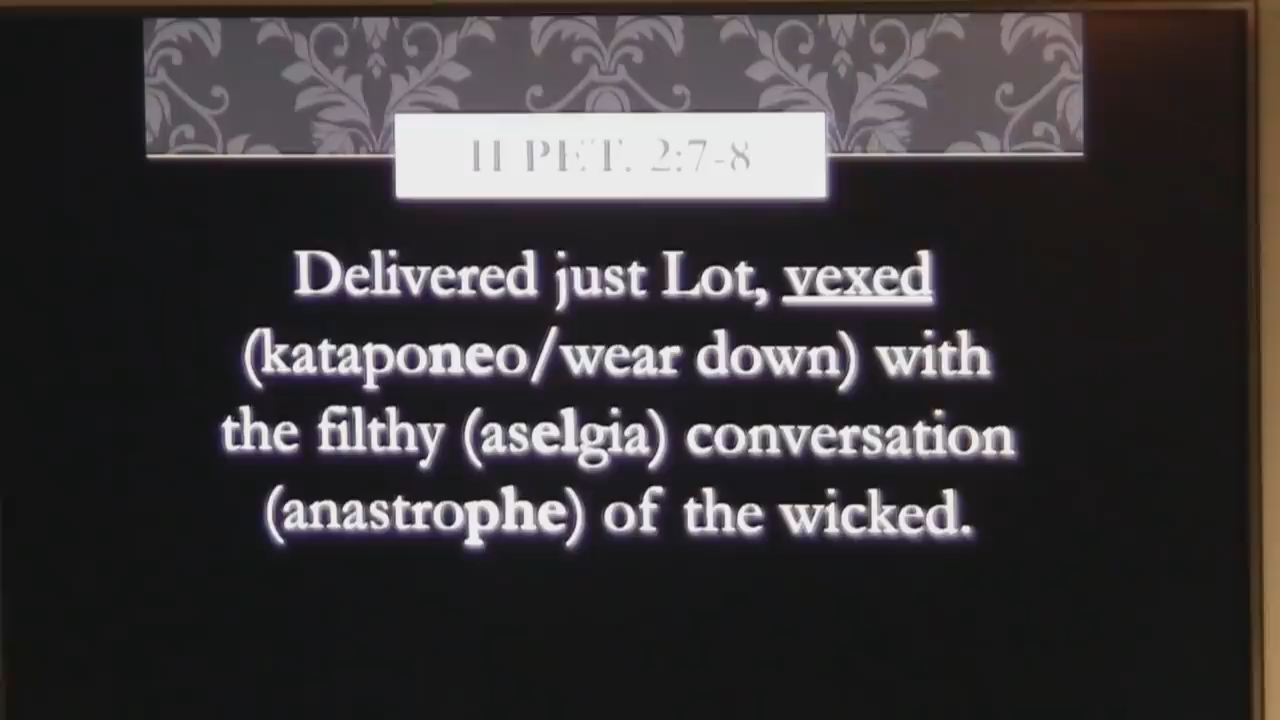 II PET. 2:7-8
Delivered just Lot, vexed
(kataponeo/wear down) with
the filthy (aselgia) conversation
(anastrophe) of the wicked.